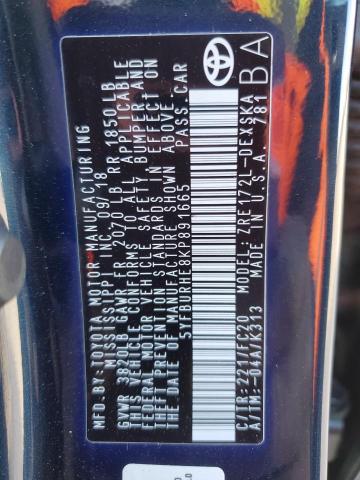 MFD.BY:TOYOTA MOTOR MANUFACTURING
MISSISSIPPI INC. 09/18
GVWR 3820LB GAWR FR 2070 LB RR 1850LB
THIS VEHICLE CONFORMS TO ALL APPLICABLE
FEDERAL MOTOR VEHICLE SAFETY, BUMPER AND
THEFT PREVENTION STANDARDS IN EFFECT ON
THE DATE OF MANUFACTURE SHOWN ABOVE.
5YFBURHE8KP891665 PASS.CAR
C/TR:221/FC20 MODEL: ZRE172L-DEXSKA
A/TM:-04A/K313 MADE IN U.S.A. 781
BA
TOYOTA